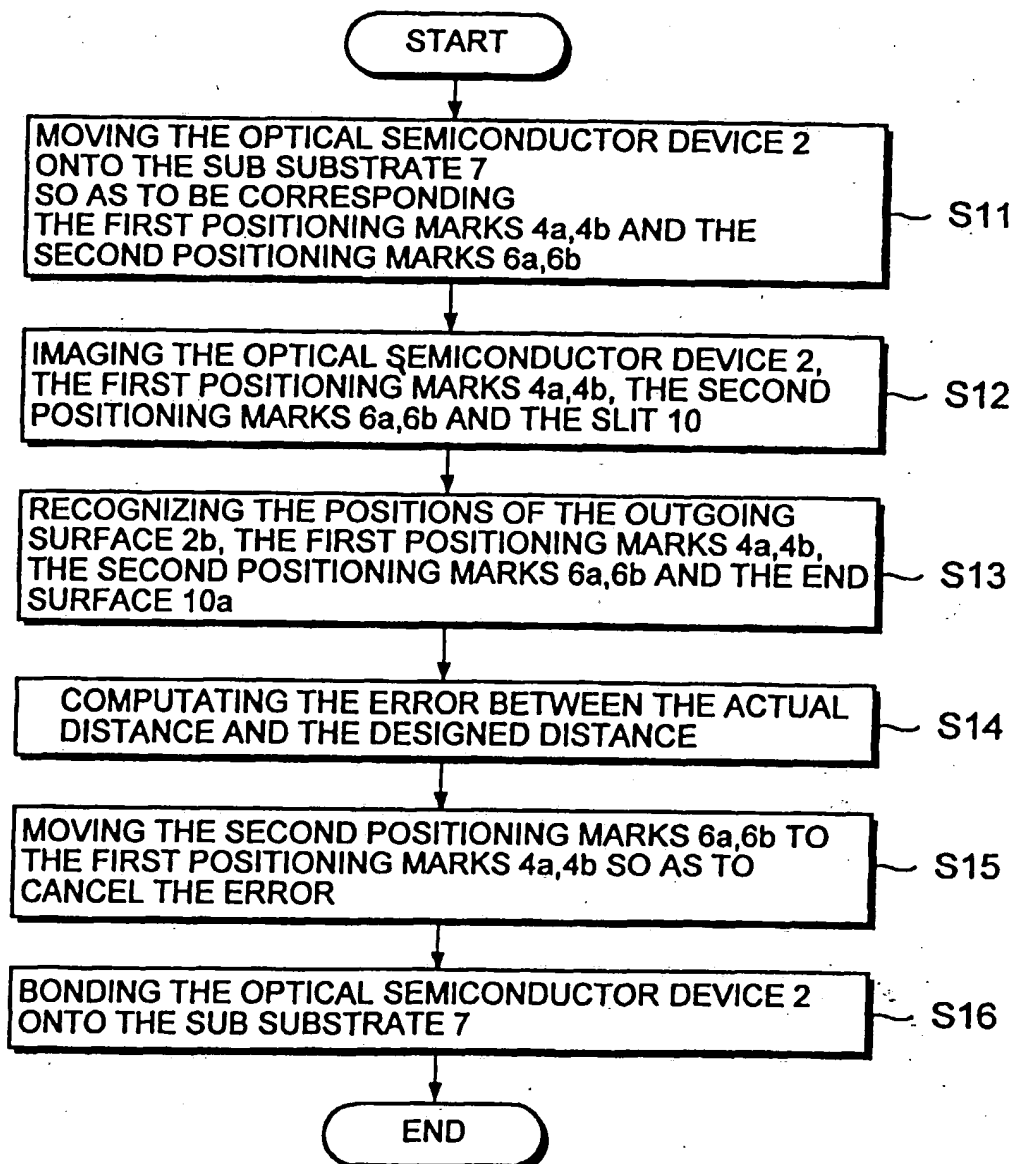 START
MOVING THE OPTICAL SEMICONDUCTOR DEVICE 2
ONTO THE SUB SUBSTRATE 7
SO AS TO BE CORRESPONDING
THE FIRST POSITIONING MARKS 4a,4b AND THE
SECOND POSITIONING MARKS 6a,6b
S11
IMAGING THE OPTICAL SEMICONDUCTOR DEVICE 2,
THE FIRST POSITIONING MARKS 4a,4b, THE SECOND
POSITIONING MARKS 6a,6b AND THE SLIT 10
S12
RECOGNIZING THE POSITIONS OF THE OUTGOING
SURFACE 2b, THE FIRST POSITIONING MARKS 4a,4b,
THE SECOND POSITIONING MARKS 6a,6b AND THE END
SURFACE 10a
S13
COMPUTATING THE ERROR BETWEEN THE ACTUAL
DISTANCE AND THE DESIGNED DISTANCE
S14
MOVING THE SECOND POSITIONING MARKS 6a,6b TO
THE FIRST POSITIONING MARKS 4a,4b SO AS TO
CANCEL THE ERROR
S15
BONDING THE OPTICAL SEMICONDUCTOR DEVICE 2
ONTO THE SUB SUBSTRATE 7
S16
END